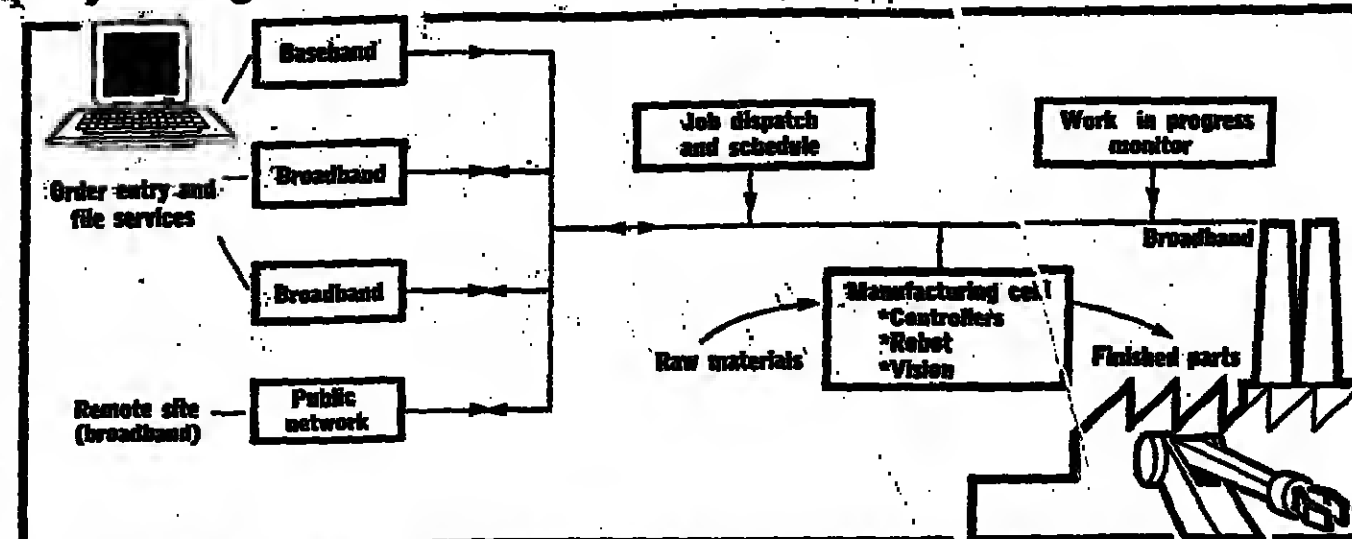 Baseband
Broadband
Order entry and
file services
Broadband
Remote site
(broadband)
Public
network
Job dispatch
and schedule
Work in progress
monitor
Broadband
Manufacturing cell
*Controllers
*Robot
*Vision
Raw materials
Finished parts